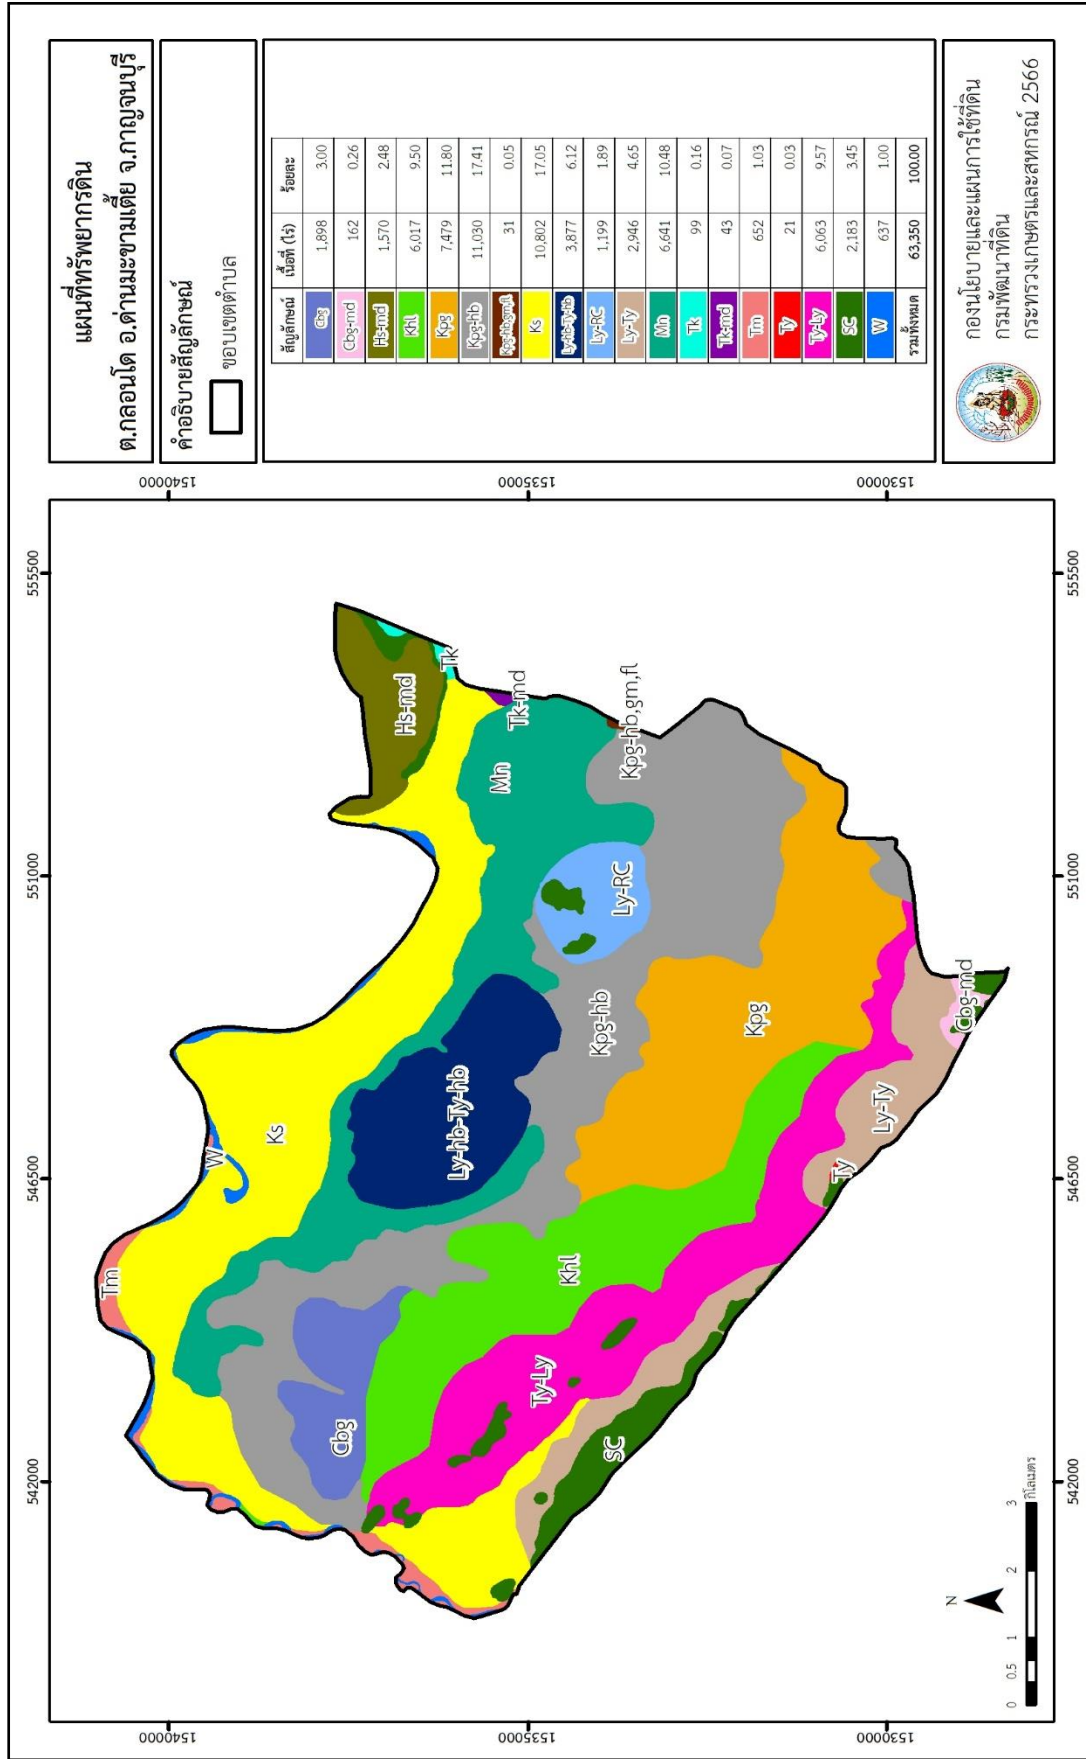 แผนที่ทรัพยากรดิน
ต.กลอนโด อ.ด่านมะขามเตี้ย จ.กาญจนบุรี
คำอธิบายสัญลักษณ์
ขอบเขตตำบล
สัญลักษณ์ เนื้อที่ (ไร่) ร้อยละ
Cbg 1,898 3.00
Cbg-md 162 0.26
Hs-md 1,570 2.48
Khl 6,017 9.50
Kpg 7,479 11.80
Kpg-hb 11,030 17.41
Kpg-hb,gm,fl 31 0.05
Ks 10,802 17.05
Ly-hb-Ty-hb 3,877 6.12
Ly-RC 1,199 1.89
Ly-Ty 2,946 4.65
Mn 6,641 10.48
Tk 99 0.16
Tk-md 43 0.07
Tm 652 1.03
Ty 21 0.03
Ty-Ly 6,063 9.57
SC 2,183 3.45
W 637 1.00
รวมทั้งหมด 63,350 100.00
กองนโยบายและแผนการใช้ที่ดิน
กรมพัฒนาที่ดิน
กระทรวงเกษตรและสหกรณ์ 2566
542000 546500 551000 555500
1540000
1540000
1535000
1535000
1530000
1530000
Tm
W
Ks
Hs-md
Tk
Tk-md
Mn
Kpg-hb,gm,fl
Ly-hb-Ty-hb
Ly-RC
Cbg
Kpg-hb
Khl
Kpg
Ty-Ly
SC
Ty
Ly-Ty
Cbg-md
N
0 0.5 1 2 3
กิโลเมตร
542000 546500 551000 555500